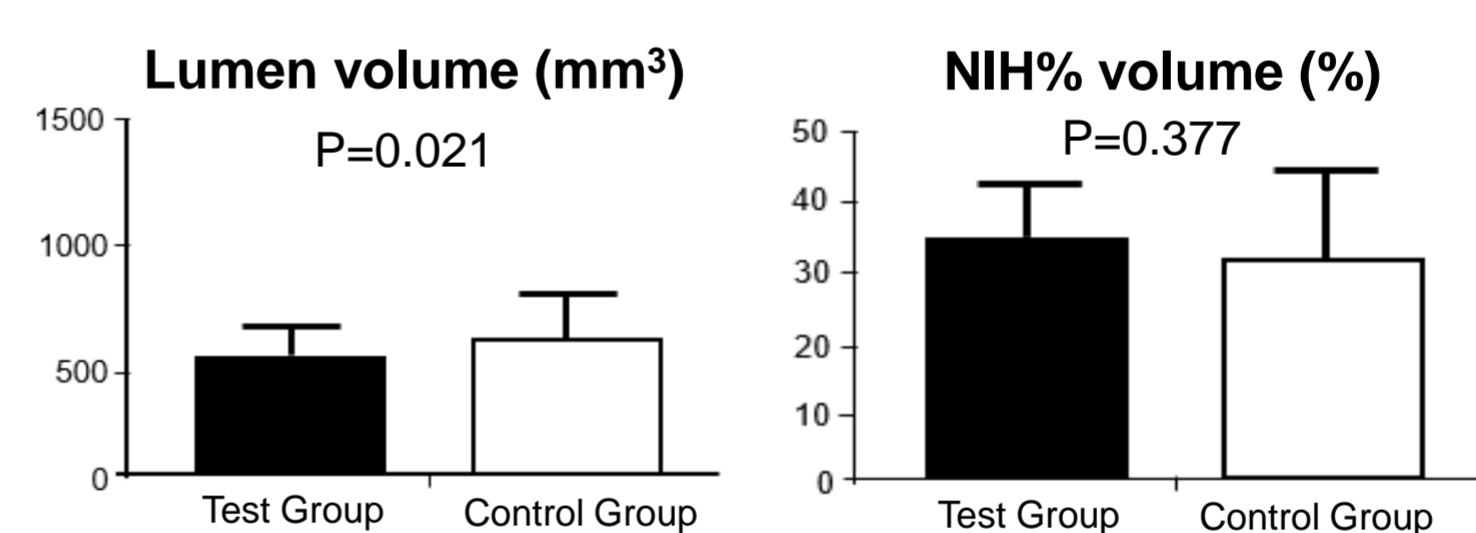 Lumen volume (mm³)
P=0.021
1500
1000
500
0
Test Group
Control Group
NIH% volume (%)
P=0.377
50
40
30
20
10
0
Test Group
Control Group